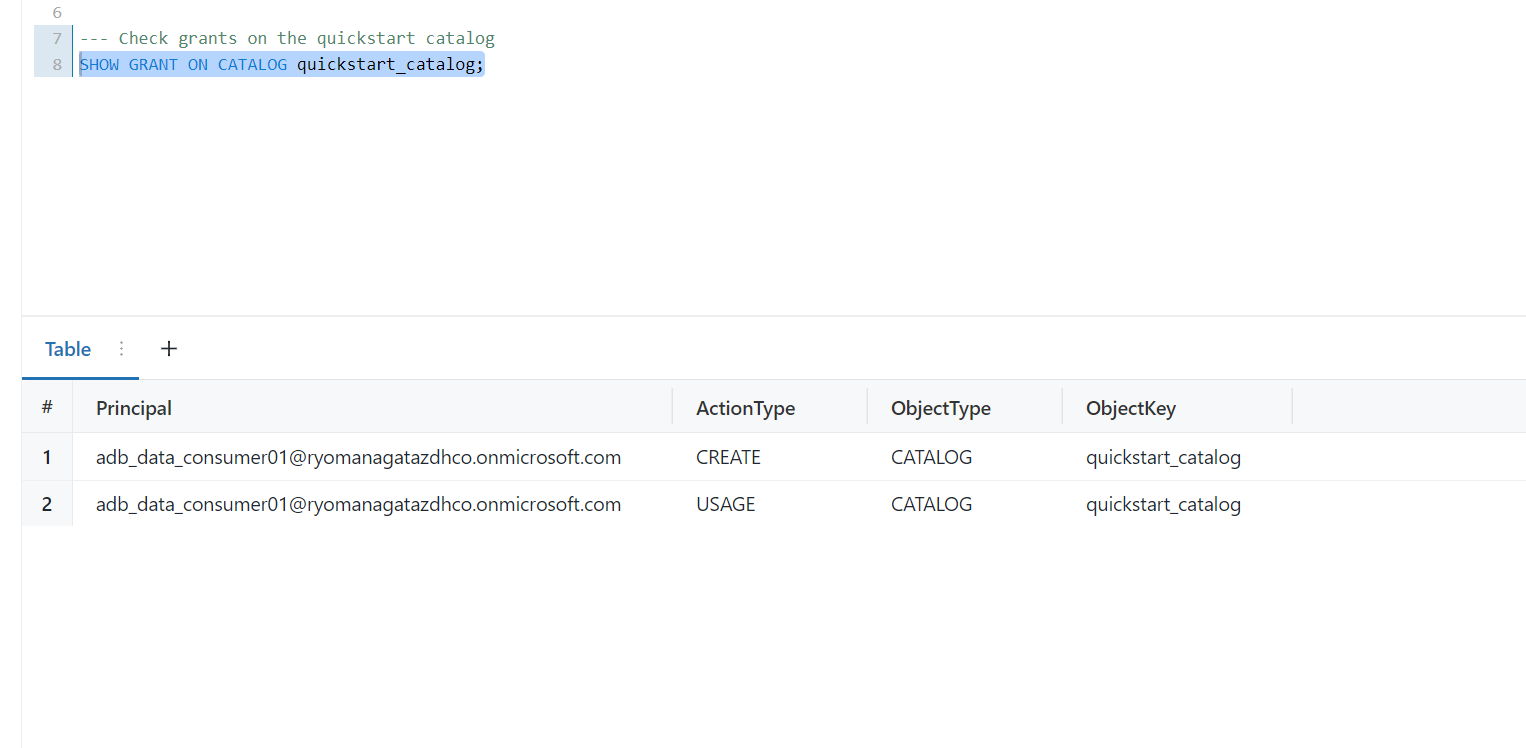 6
7 --- Check grants on the quickstart catalog
8 SHOW GRANT ON CATALOG quickstart_catalog;
Table
# Principal ActionType ObjectType ObjectKey
1 adb_data_consumer01@ryomanagatazdhco.onmicrosoft.com CREATE CATALOG quickstart_catalog
2 adb_data_consumer01@ryomanagatazdhco.onmicrosoft.com USAGE CATALOG quickstart_catalog